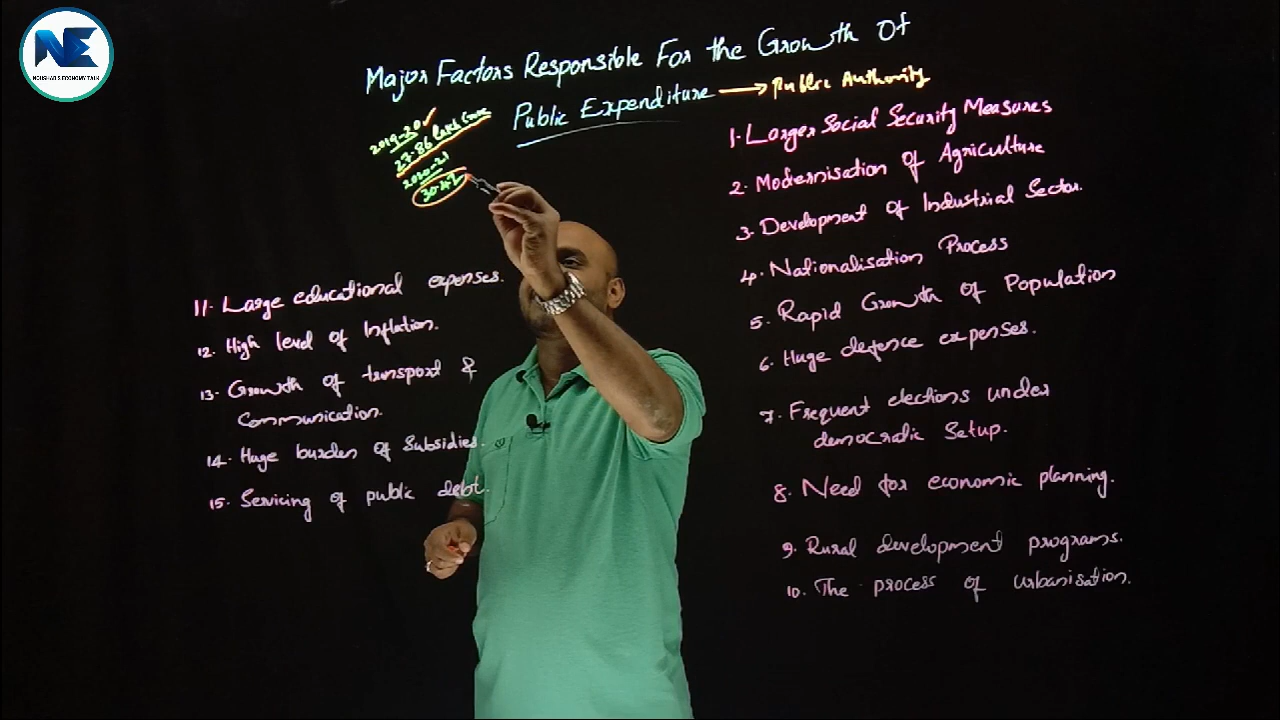 NE
NOUSHAD'S ECONOMY TALK
Major Factors Responsible For the Growth Of
Public Expenditure → Public Authority
2019-20 ✓
27.86 Lakh Crore
2020-21
30.42
1. Larger Social Security Measures
2. Modernisation of Agriculture
3. Development of Industrial Sector.
4. Nationalisation Process
5. Rapid Growth of Population
6. Huge defence expenses.
7. Frequent elections under
democratic Setup.
8. Need for economic planning.
9. Rural development programs.
10. The process of urbanisation.
11. Large educational expenses.
12. High level of Inflation.
13. Growth of transport &
Communication.
14. Huge burden of Subsidies.
15. Servicing of public debt.